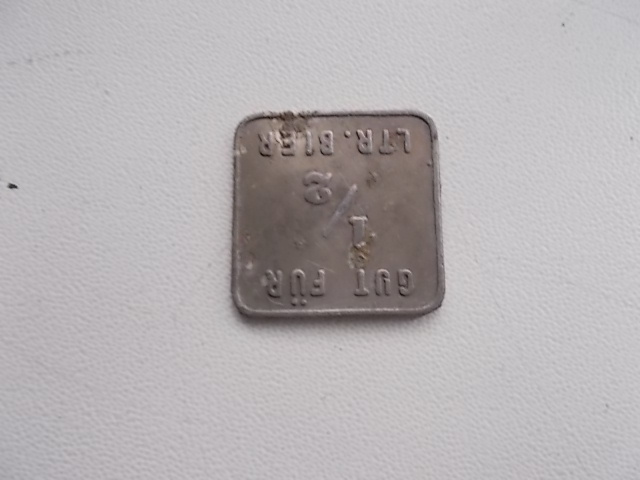 GUT FÜR
1/2
LTR. BIER